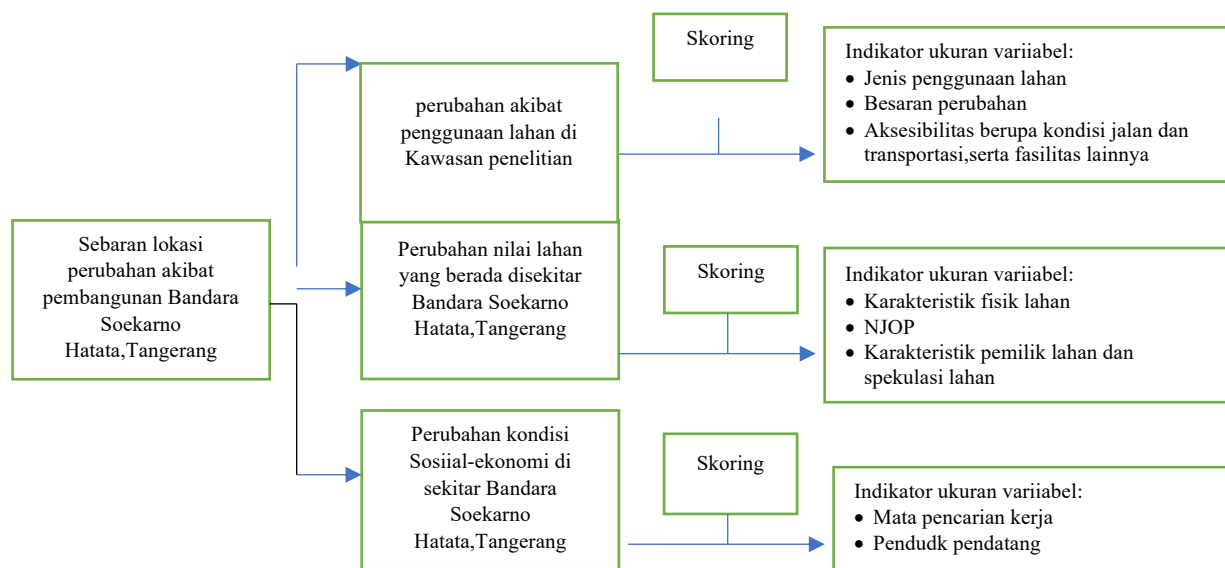 Sebaran lokasi
perubahan akibat
pembangunan Bandara
Soekarno
Hatata,Tangerang
perubahan akibat
penggunaan lahan di
Kawasan penelitian
Skoring
Indikator ukuran variiabel:
• Jenis penggunaan lahan
• Besaran perubahan
• Aksesibilitas berupa kondisi jalan dan
transportasi,serta fasilitas lainnya
Perubahan nilai lahan
yang berada disekitar
Bandara Soekarno
Hatata,Tangerang
Skoring
Indikator ukuran variiabel:
• Karakteristik fisik lahan
• NJOP
• Karakteristik pemilik lahan dan
spekulasi lahan
Perubahan kondisi
Sosiial-ekonomi di
sekitar Bandara
Soekarno
Hatata,Tangerang
Skoring
Indikator ukuran variiabel:
• Mata pencarian kerja
• Pendudk pendatang